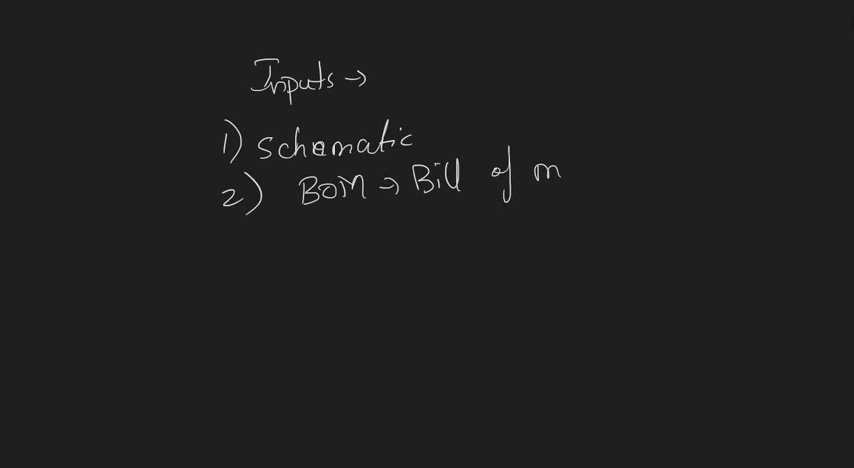 Inputs →
1) Schematic
2) BOM → Bill of m